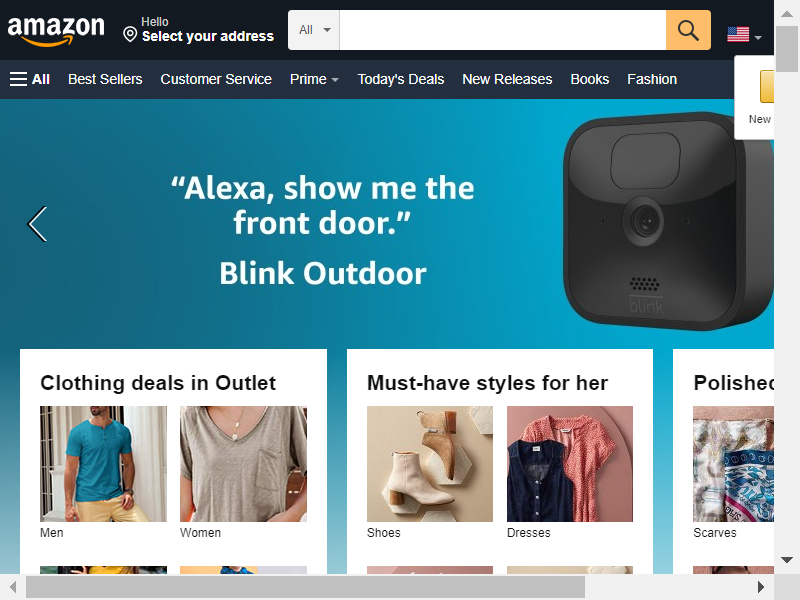 amazon
Hello
Select your address
All
All
Best Sellers
Customer Service
Prime
Today's Deals
New Releases
Books
Fashion
New
“Alexa, show me the
front door.”
Blink Outdoor
blink
Clothing deals in Outlet
Must-have styles for her
Polished
Men
Women
Shoes
Dresses
Scarves